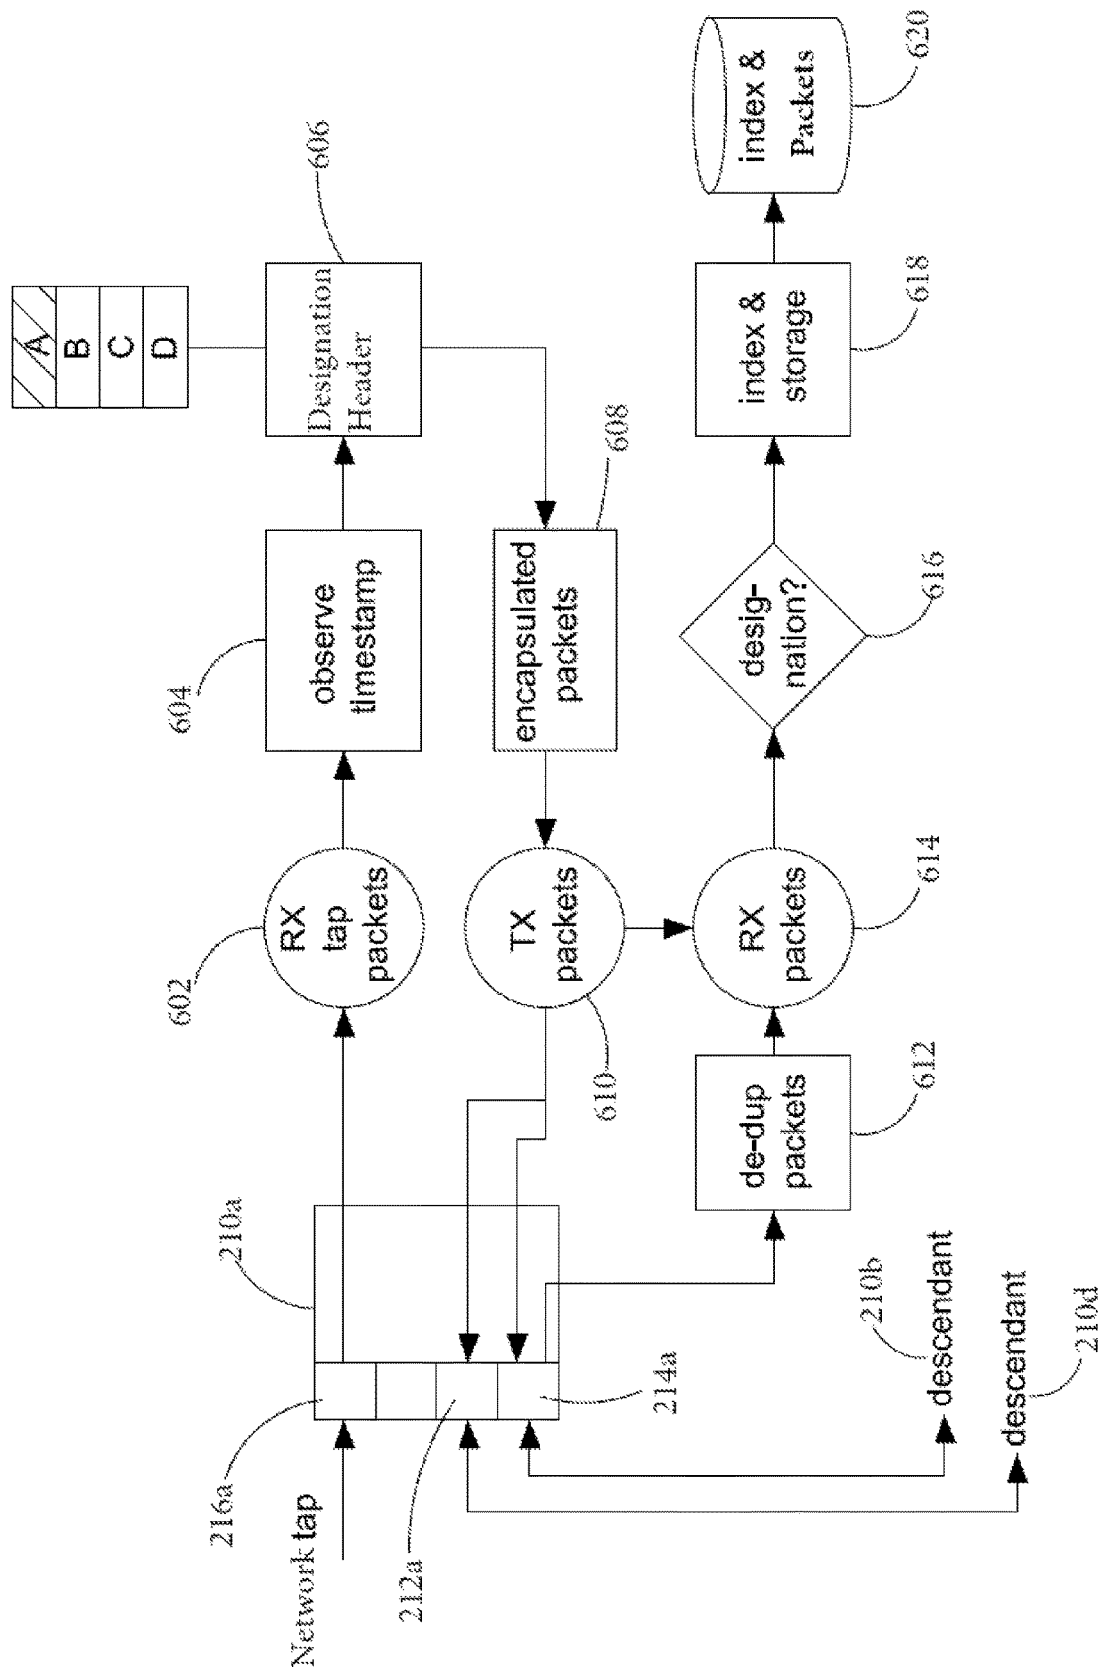 A
B
C
D
606
Designation
Header
604
observe
timestamp
602
RX
tap
packets
210a
216a
Network tap
212a
214a
608
encapsulated
packets
TX
packets
610
620
index &
Packets
618
index &
storage
616
desig-
nation?
614
RX
packets
612
de-dup
packets
210b
descendant
descendant
210d